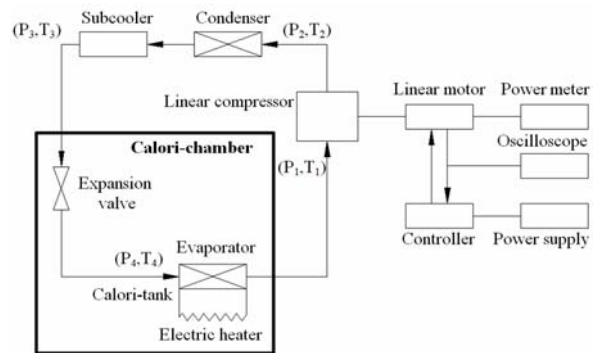 Subcooler
Condenser
(P3,T3)
(P2,T2)
Linear compressor
Linear motor
Power meter
Oscilloscope
Calori-chamber
(P1,T1)
Expansion
valve
Controller
Power supply
(P4,T4)
Evaporator
Calori-tank
Electric heater